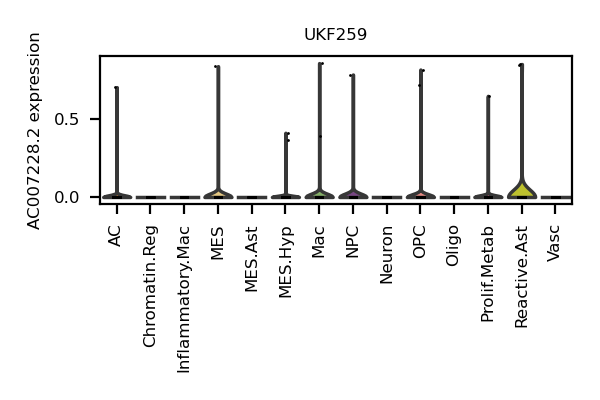 UKF259
AC007228.2 expression
0.5
0.0
AC
Chromatin.Reg
Inflammatory.Mac
MES
MES.Ast
MES.Hyp
Mac
NPC
Neuron
OPC
Oligo
Prolif.Metab
Reactive.Ast
Vasc